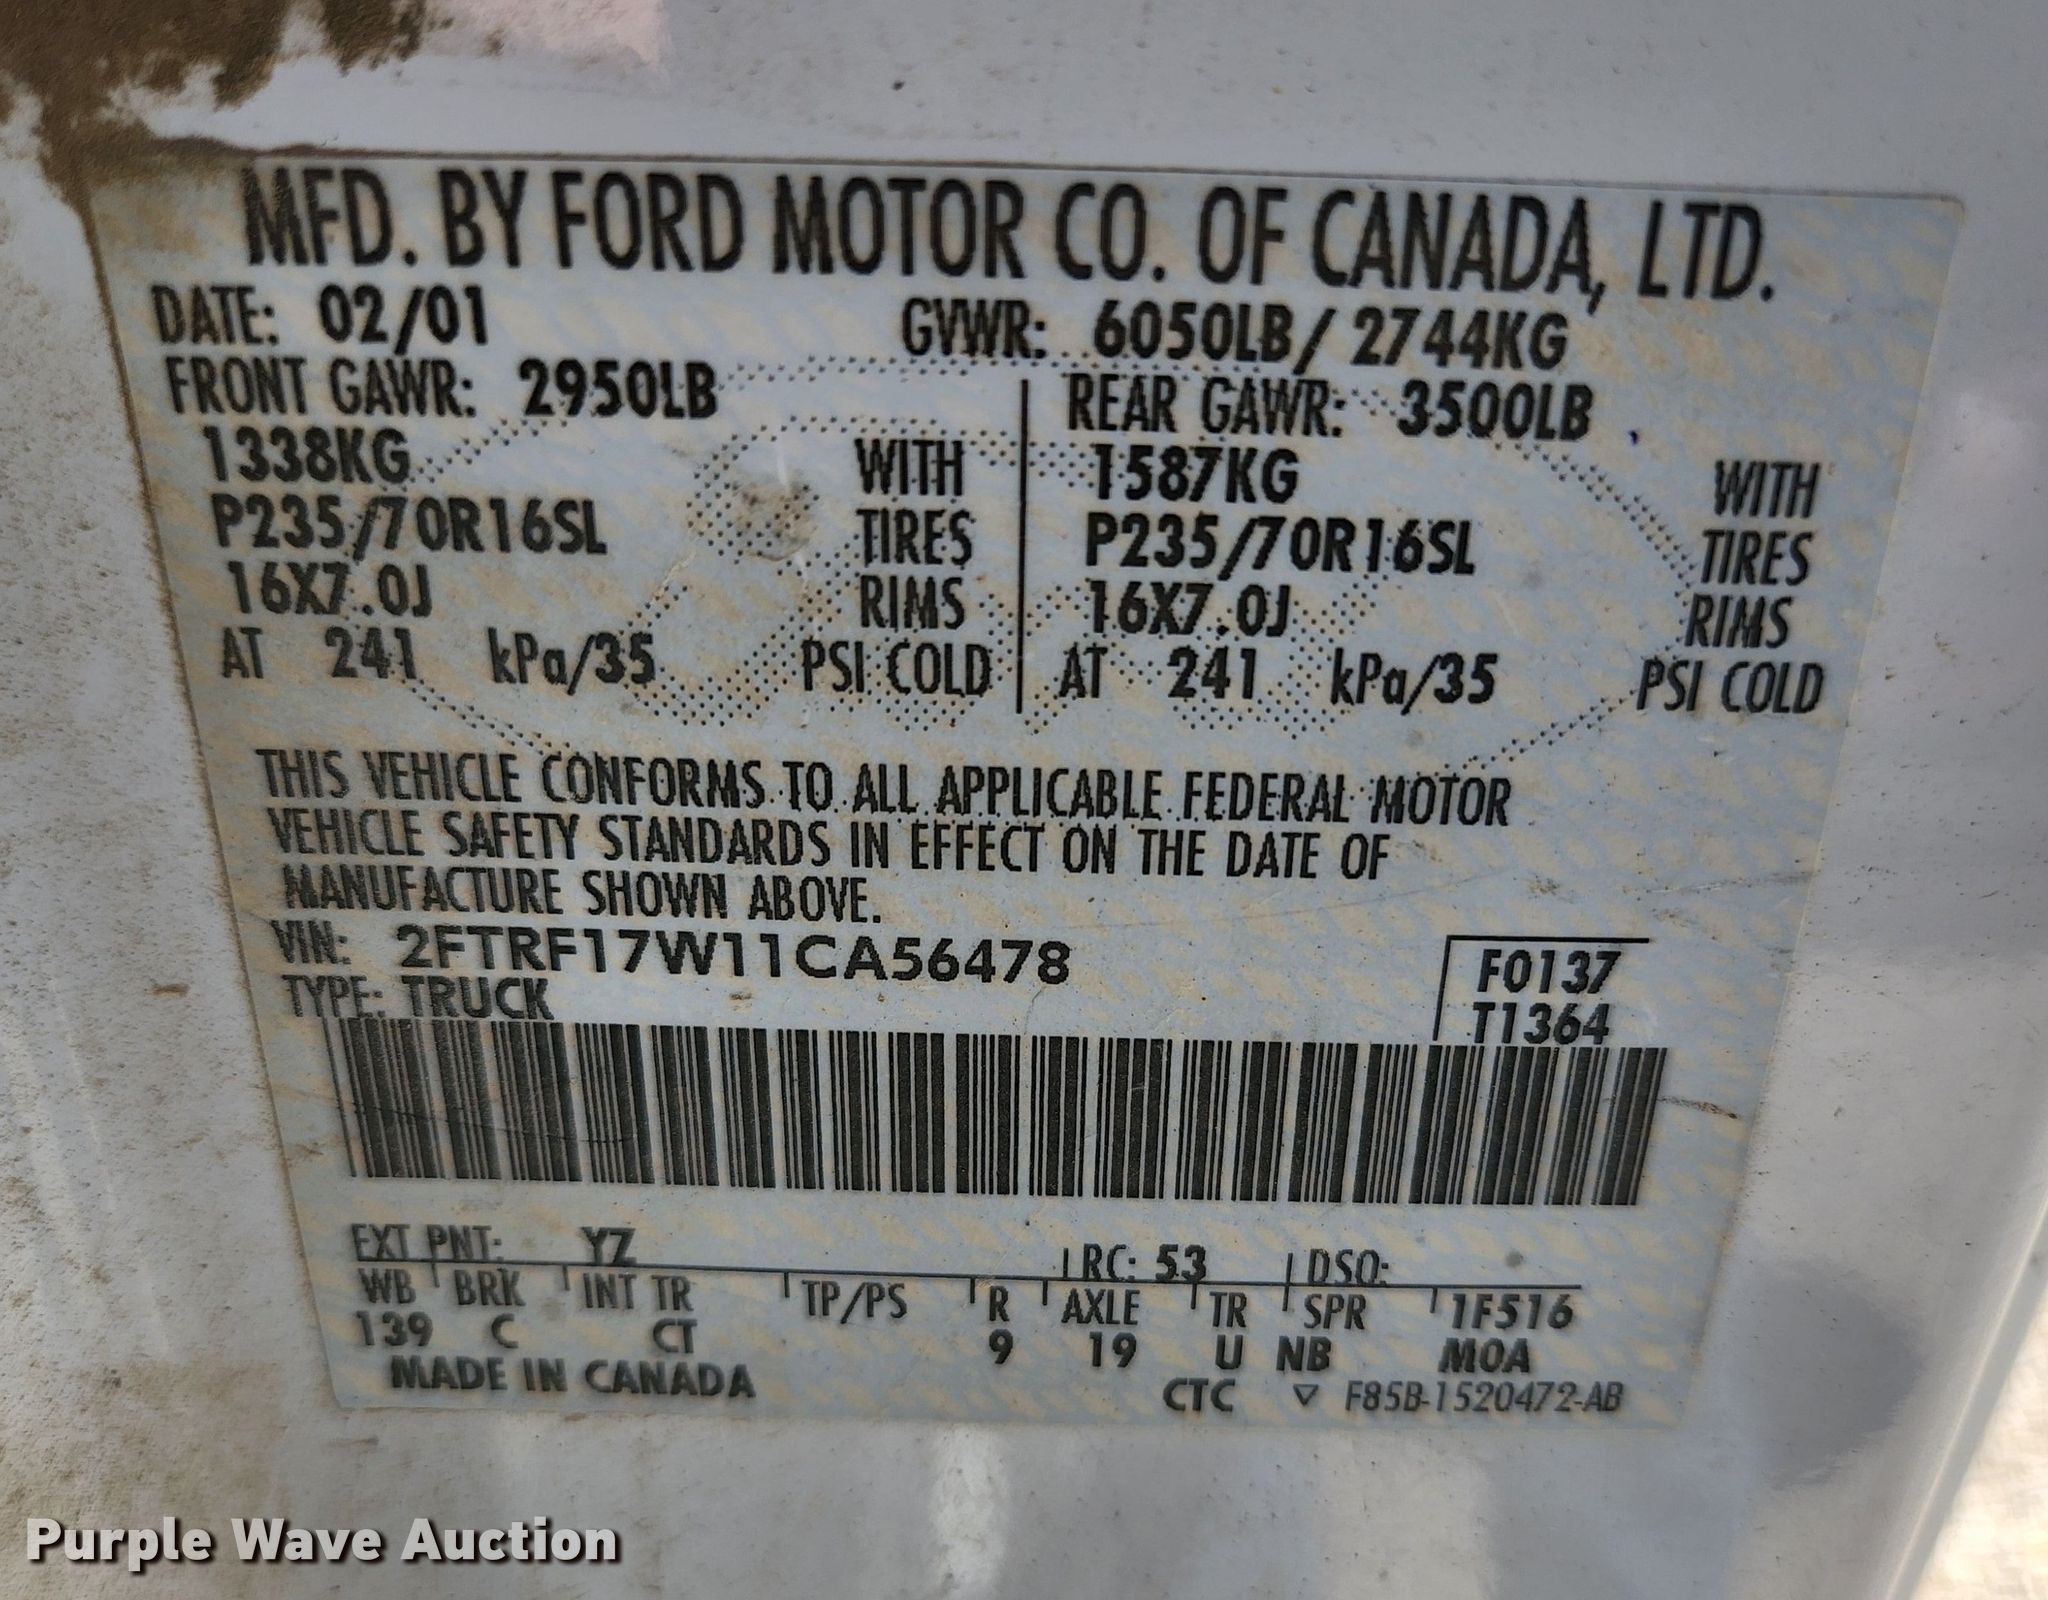 MFD. BY FORD MOTOR CO. OF CANADA, LTD.
DATE: 02/01 GVWR: 6050LB/ 2744KG
FRONT GAWR: 2950LB REAR GAWR: 3500LB
1338KG WITH 1587KG WITH
P235/70R16SL TIRES P235/70R16SL TIRES
16X7.0J RIMS 16X7.0J RIMS
AT 241 kPa/35 PSI COLD AT 241 kPa/35 PSI COLD
THIS VEHICLE CONFORMS TO ALL APPLICABLE FEDERAL MOTOR
VEHICLE SAFETY STANDARDS IN EFFECT ON THE DATE OF
MANUFACTURE SHOWN ABOVE.
VIN: 2FTRF17W11CA56478 F0137
TYPE: TRUCK T1364
EXT PNT: YZ RC: 53 DSO:
WB BRK INT TR TP/PS R AXLE TR SPR 1F516
139 C CT 9 19 U NB MOA
MADE IN CANADA CTC ▽ F85B-1520472-AB
Purple Wave Auction